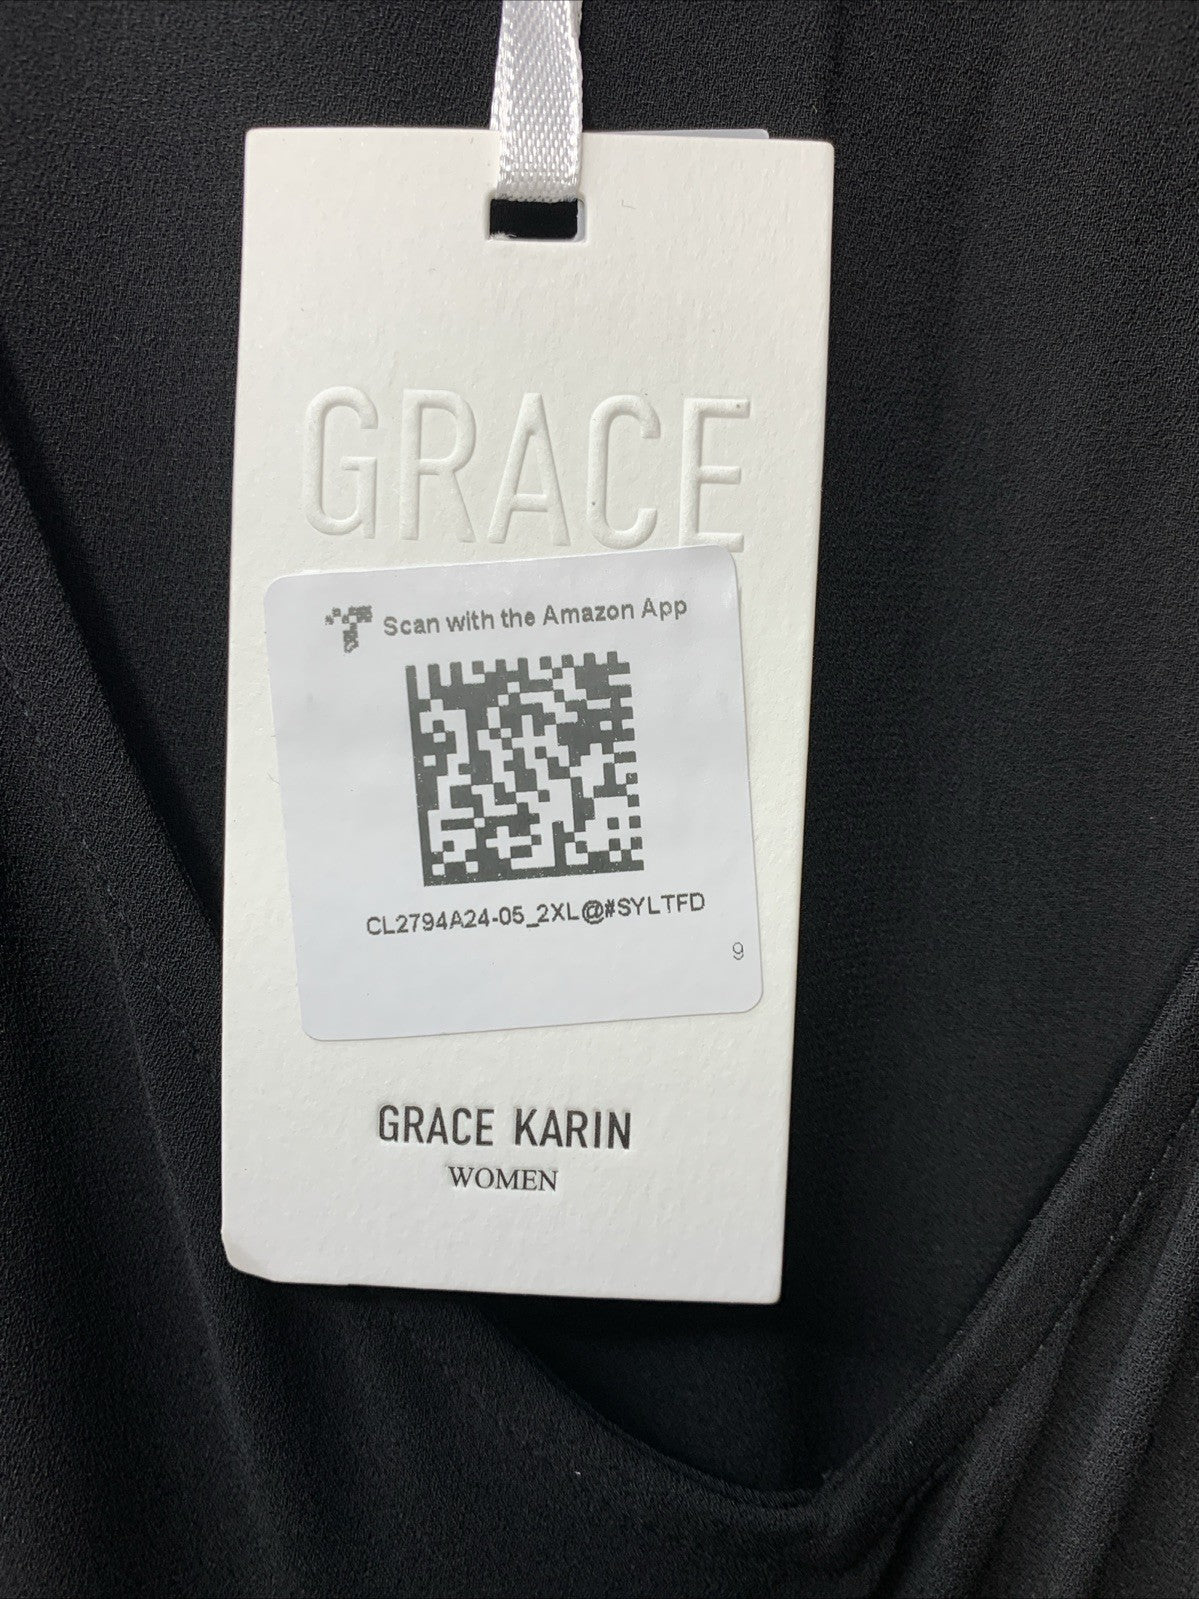 GRACE
Scan with the Amazon App
CL2794A24-05_2XL@#SYLTFD
9
GRACE KARIN
WOMEN